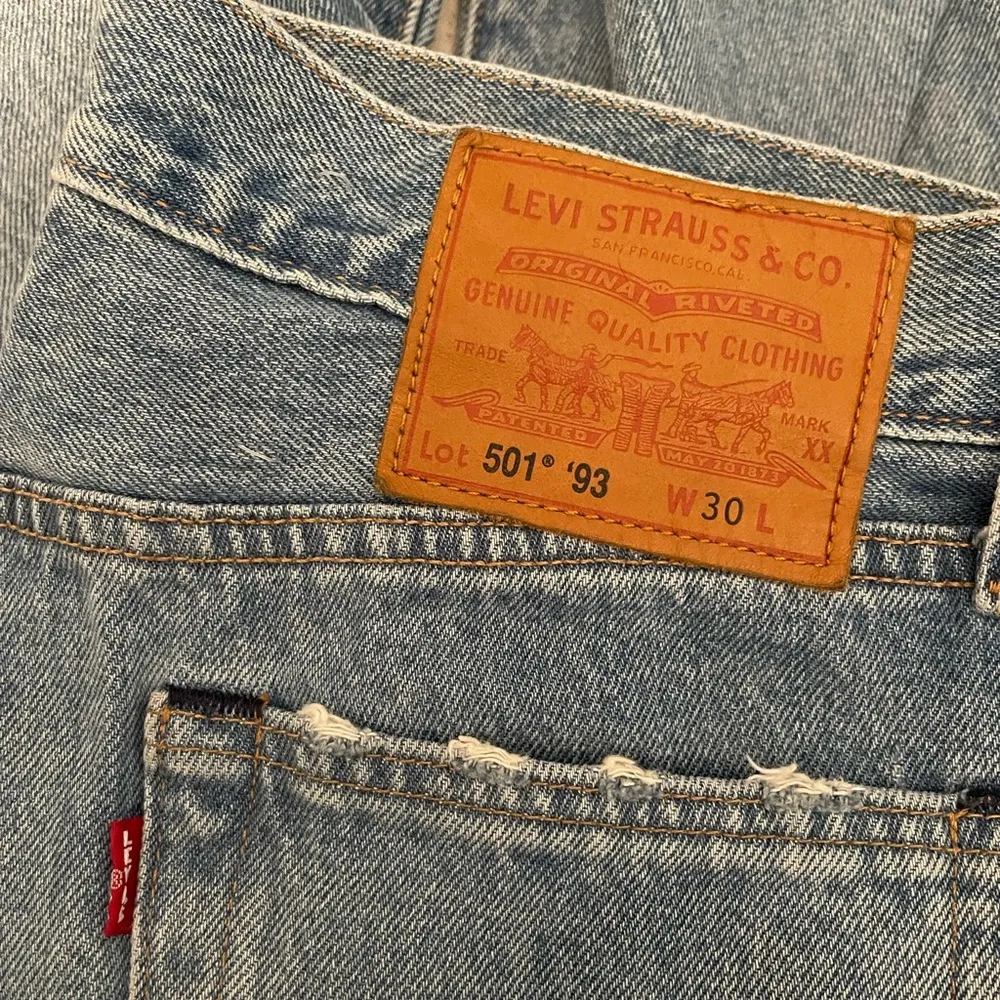 LEVI STRAUSS & CO.
SAN FRANCISCO, CAL.
ORIGINAL RIVETED
GENUINE QUALITY CLOTHING
TRADE MARK
PATENTED MAY 20 1873
XX
Lot 501® '93 W30 L
LEVI'S
®